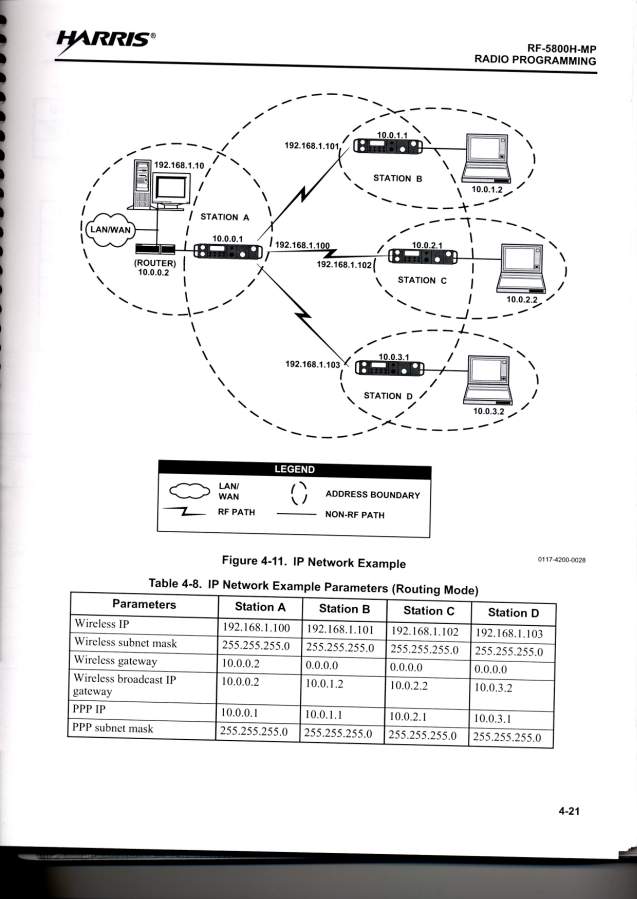 HARRIS®
RF-5800H-MP
RADIO PROGRAMMING
10.0.1.1
192.168.1.101
STATION B
10.0.1.2
192.168.1.10
STATION A
LAN/WAN
10.0.0.1
(ROUTER)
10.0.0.2
192.168.1.100
10.0.2.1
192.168.1.102
STATION C
10.0.2.2
10.0.3.1
192.168.1.103
STATION D
10.0.3.2
LEGEND
LAN/
WAN
ADDRESS BOUNDARY
RF PATH
NON-RF PATH
Figure 4-11. IP Network Example
0117-4200-0028
Table 4-8. IP Network Example Parameters (Routing Mode)
Parameters Station A Station B Station C Station D
Wireless IP 192.168.1.100 192.168.1.101 192.168.1.102 192.168.1.103
Wireless subnet mask 255.255.255.0 255.255.255.0 255.255.255.0 255.255.255.0
Wireless gateway 10.0.0.2 0.0.0.0 0.0.0.0 0.0.0.0
Wireless broadcast IP 10.0.0.2 10.0.1.2 10.0.2.2 10.0.3.2
gateway
PPP IP 10.0.0.1 10.0.1.1 10.0.2.1 10.0.3.1
PPP subnet mask 255.255.255.0 255.255.255.0 255.255.255.0 255.255.255.0
4-21